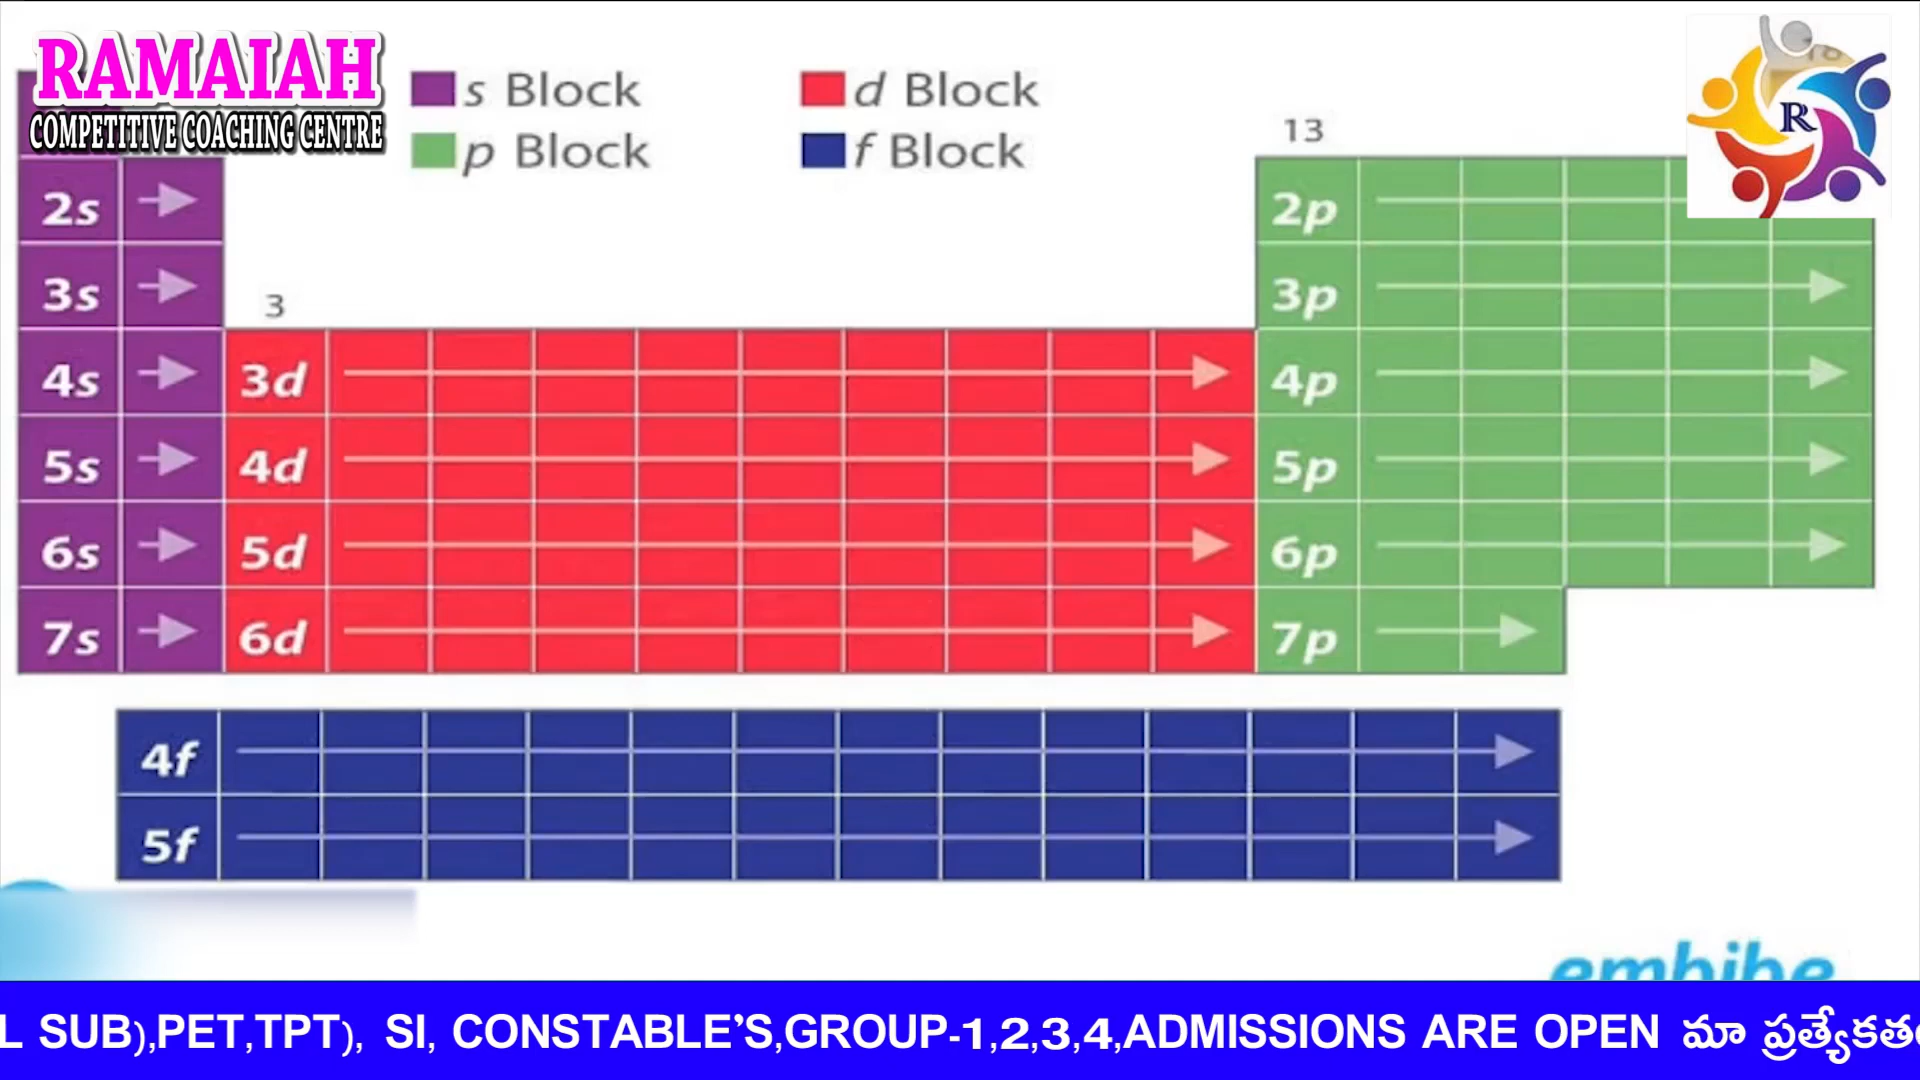 RAMAIAH
COMPETITIVE COACHING CENTRE
s Block
d Block
p Block
f Block
13
R
2s
2p
3s
3
3p
4s
3d
4p
5s
4d
5p
6s
5d
6p
7s
6d
7p
4f
5f
embibe
L SUB),PET,TPT), SI, CONSTABLE'S,GROUP-1,2,3,4,ADMISSIONS ARE OPEN మా